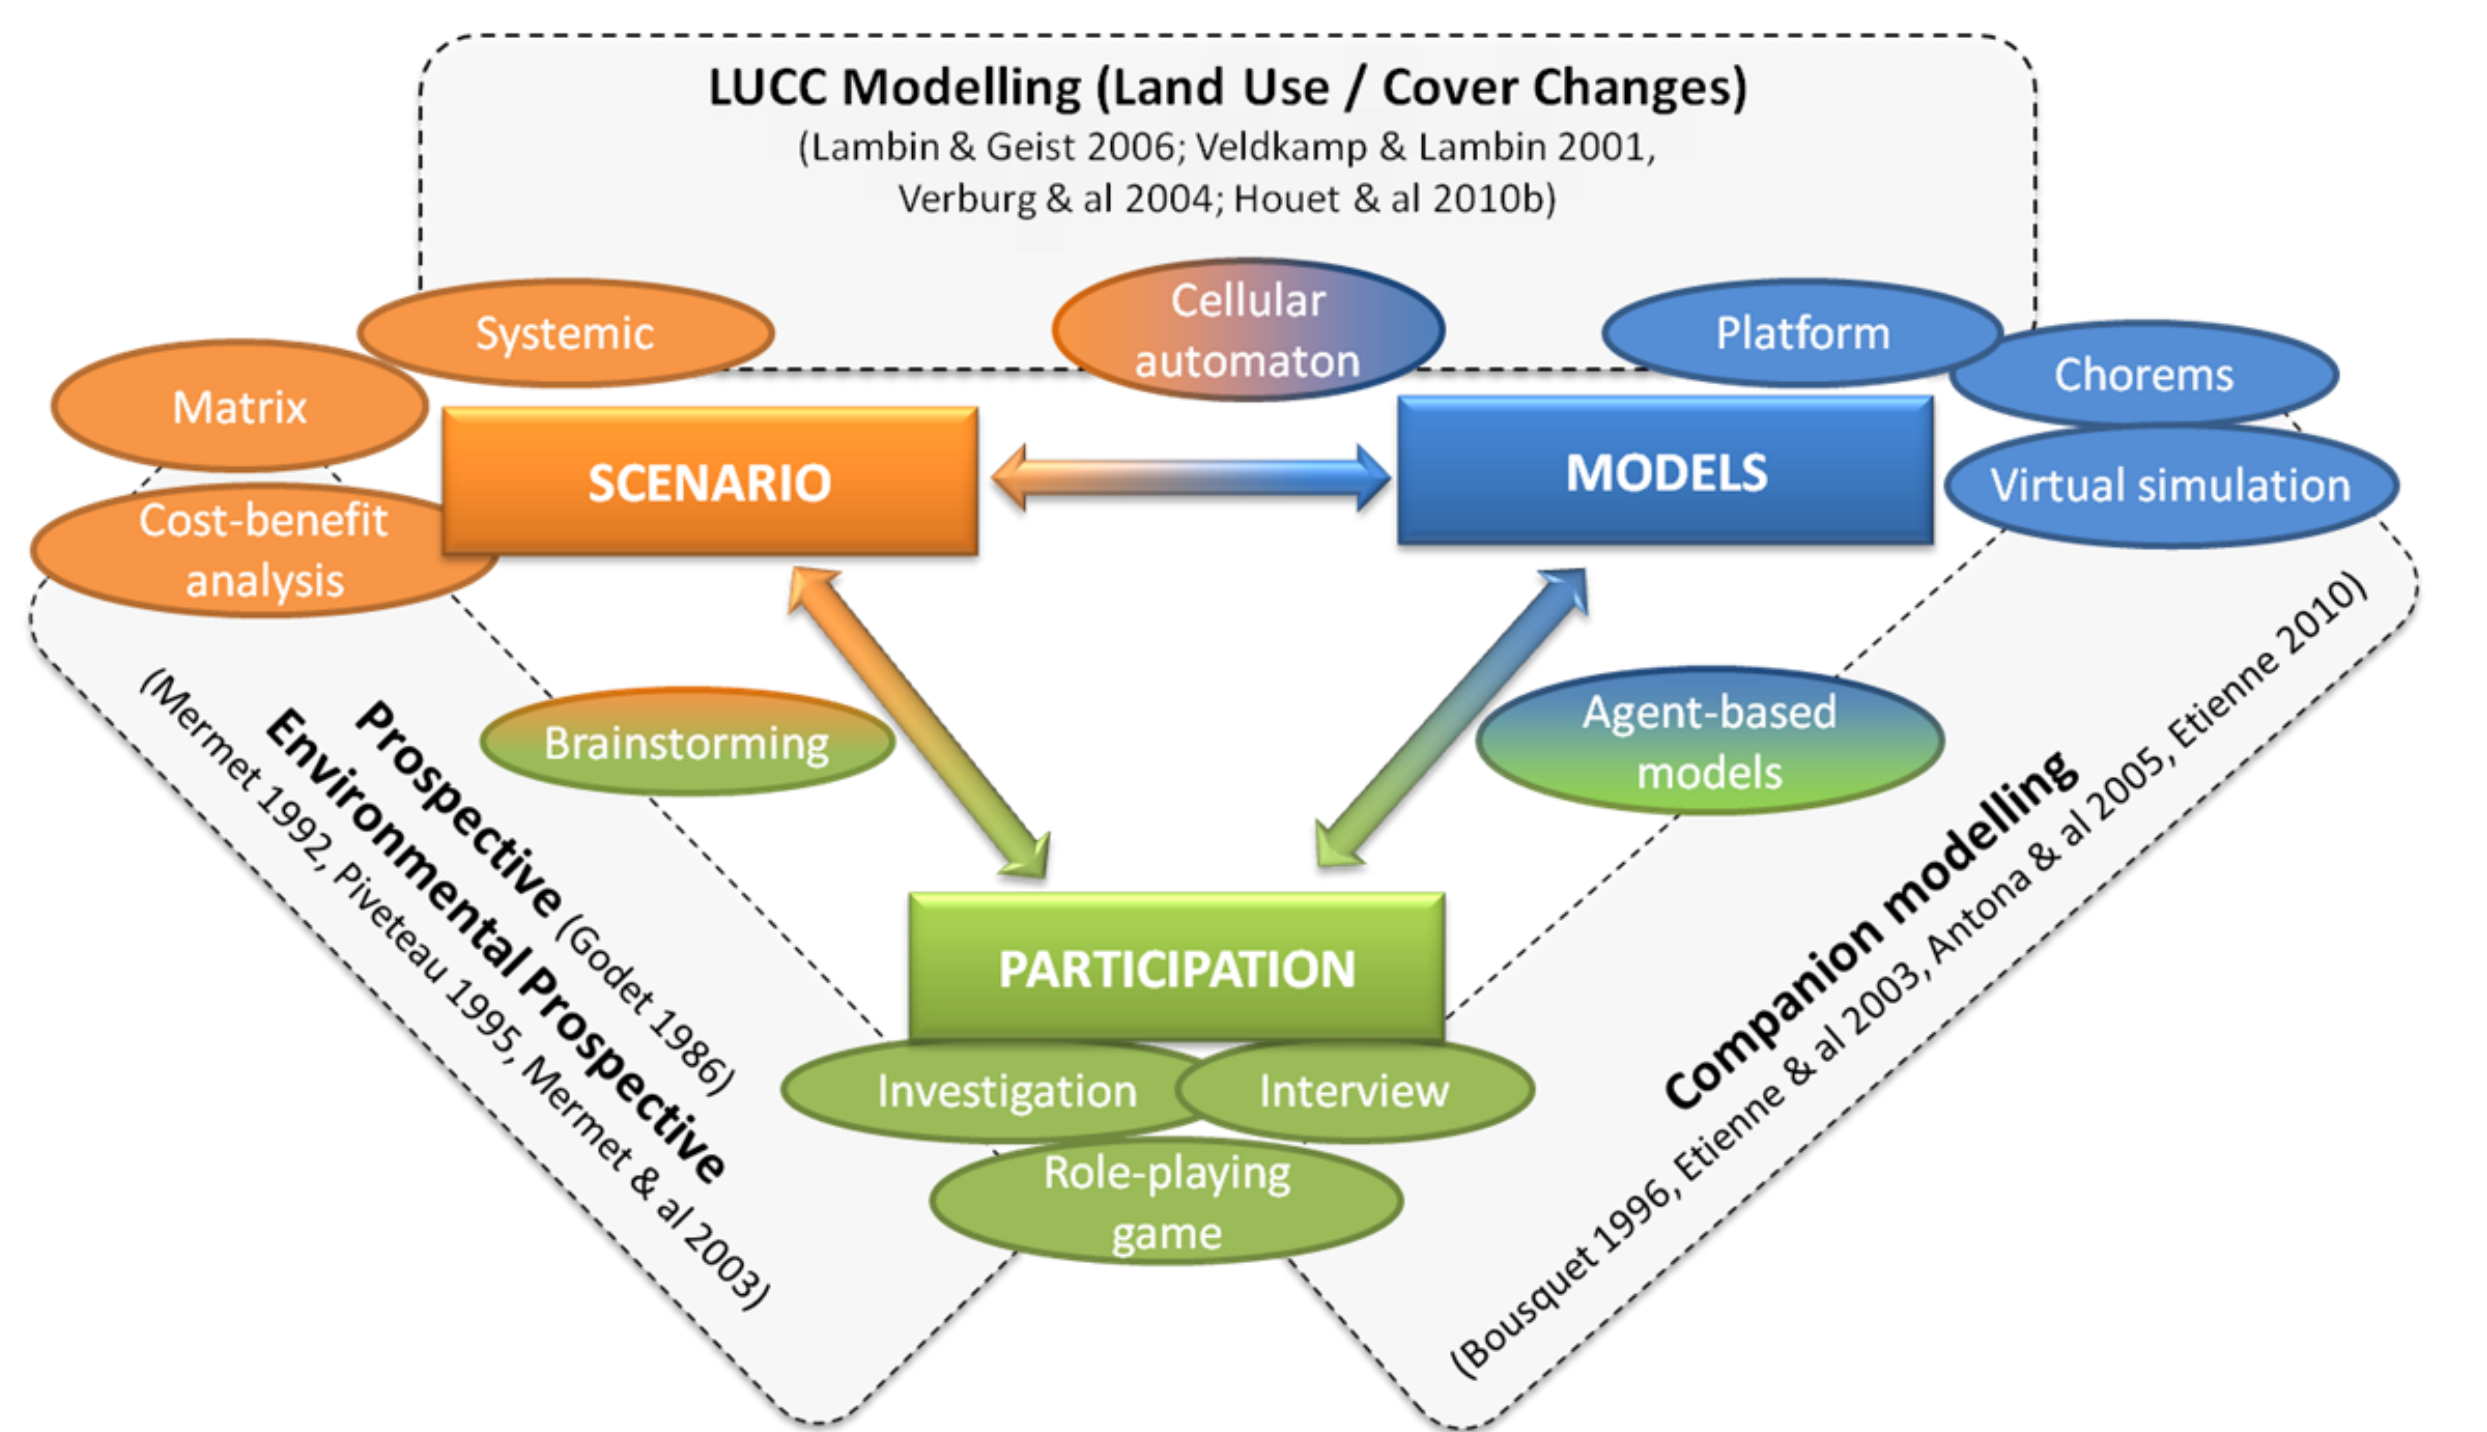 LUCC Modelling (Land Use / Cover Changes)
(Lambin & Geist 2006; Veldkamp & Lambin 2001,
Verburg & al 2004; Houet & al 2010b)
Systemic
Cellular
automaton
Platform
Chorems
Matrix
SCENARIO
MODELS
Virtual simulation
Cost-benefit
analysis
Brainstorming
Agent-based
models
Prospective (Godet 1986)
Environmental Prospective
(Mermet 1992, Piveteau 1995, Mermet & al 2003)
Companion modelling
(Bousquet 1996, Etienne & al 2003, Antona & al 2005, Etienne 2010)
PARTICIPATION
Investigation
Interview
Role-playing
game